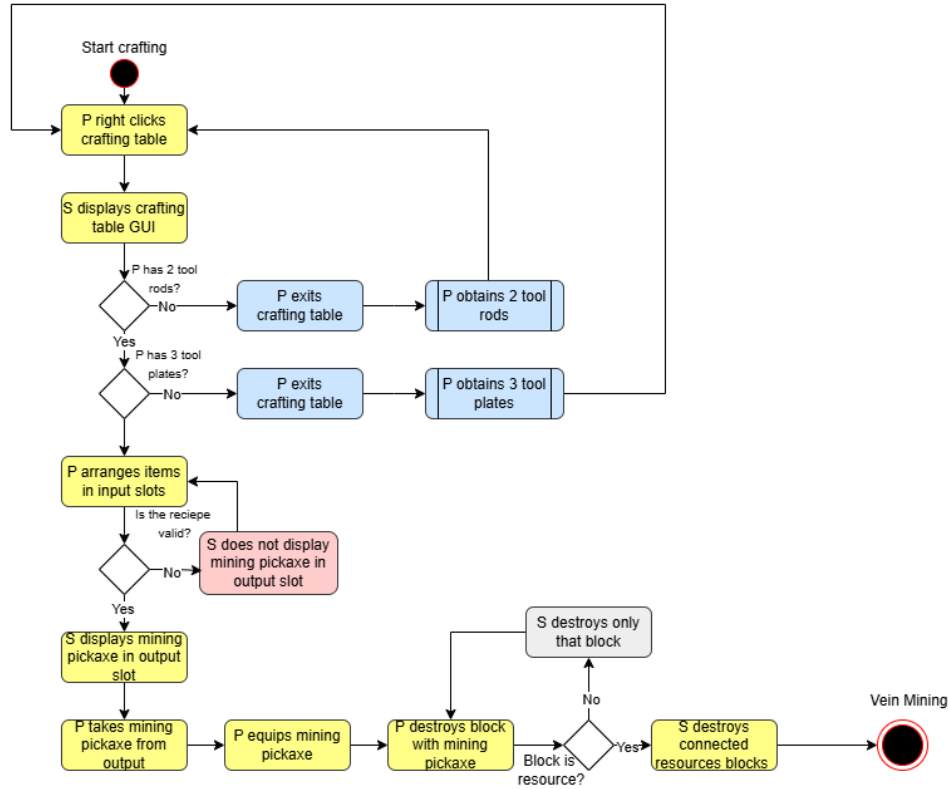 Start crafting
P right clicks
crafting table
S displays crafting
table GUI
P has 2 tool
rods?
No
P exits
crafting table
P obtains 2 tool
rods
Yes
P has 3 tool
plates?
No
P exits
crafting table
P obtains 3 tool
plates
P arranges items
in input slots
Is the reciepe
valid?
No
S does not display
mining pickaxe in
output slot
Yes
S displays mining
pickaxe in output
slot
P takes mining
pickaxe from
output
P equips mining
pickaxe
P destroys block
with mining
pickaxe
Block is
resource?
No
S destroys only
that block
Yes
S destroys
connected
resources blocks
Vein Mining